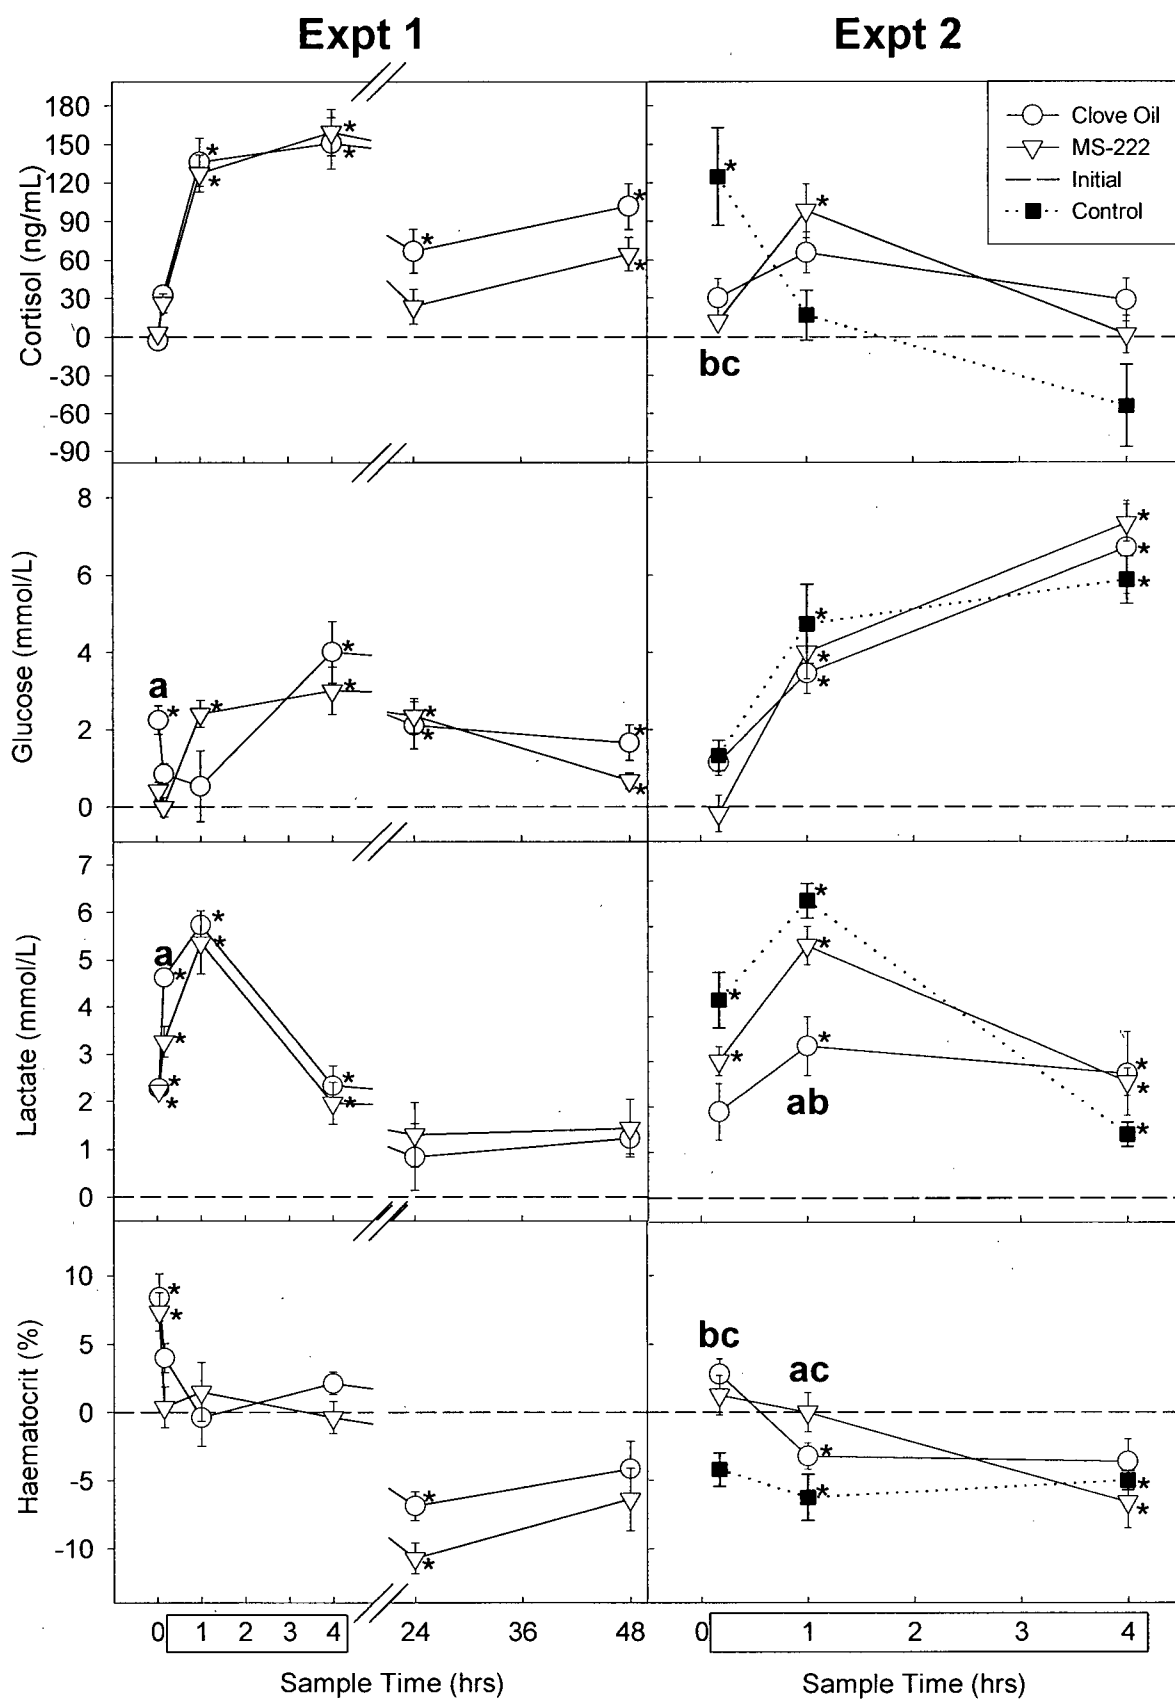 Expt 1
Expt 2
Clove Oil
MS-222
Initial
Control
Cortisol (ng/mL)
180
150
120
90
60
30
0
-30
-60
-90
* * * * * *
* *
bc
Glucose (mmol/L)
8
6
4
2
0
a
* * * * * * * *
* * * * * *
Lactate (mmol/L)
7
6
5
4
3
2
1
0
a
* * * * * * * *
* * * * * * *
ab
Haematocrit (%)
10
5
0
-5
-10
* * * *
bc
ac
* * * *
0 1 2 3 4 24 36 48
0 1 2 3 4
Sample Time (hrs)
Sample Time (hrs)